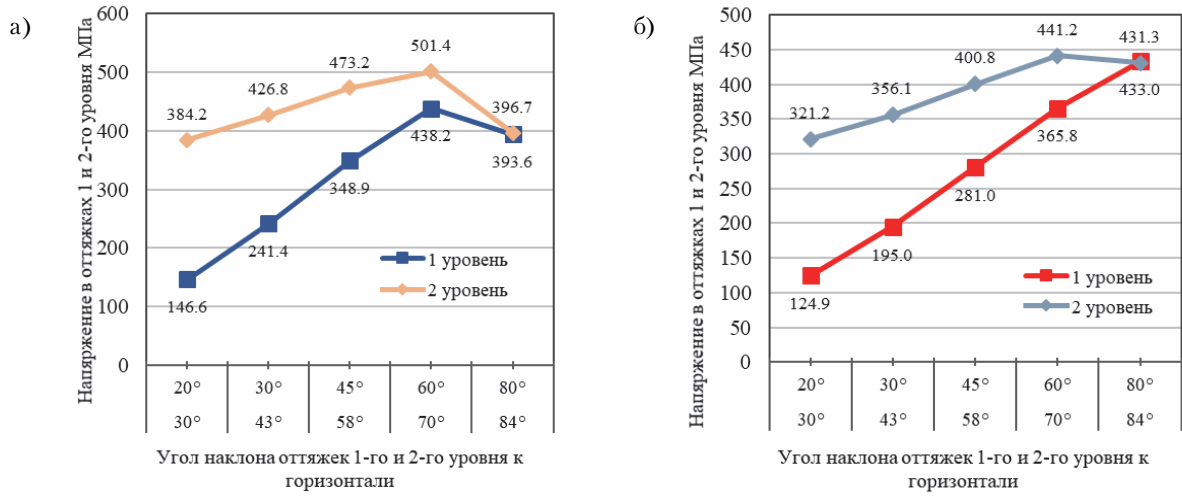 а)
Напяржение в оттяжках 1 и 2-го уровня МПа
600
500
400
300
200
100
0
384.2
426.8
473.2
501.4
396.7
146.6
241.4
348.9
438.2
393.6
1 уровень
2 уровень
20° 30° 45° 60° 80°
30° 43° 58° 70° 84°
Угол наклона оттяжек 1-го и 2-го уровня к
горизонтали
б)
Напяржение в оттяжках 1 и 2-го уровня МПа
500
450
400
350
300
250
200
150
100
50
0
321.2
356.1
400.8
441.2
431.3
124.9
195.0
281.0
365.8
433.0
1 уровень
2 уровень
20° 30° 45° 60° 80°
30° 43° 58° 70° 84°
Угол наклона оттяжек 1-го и 2-го уровня к
горизонтали